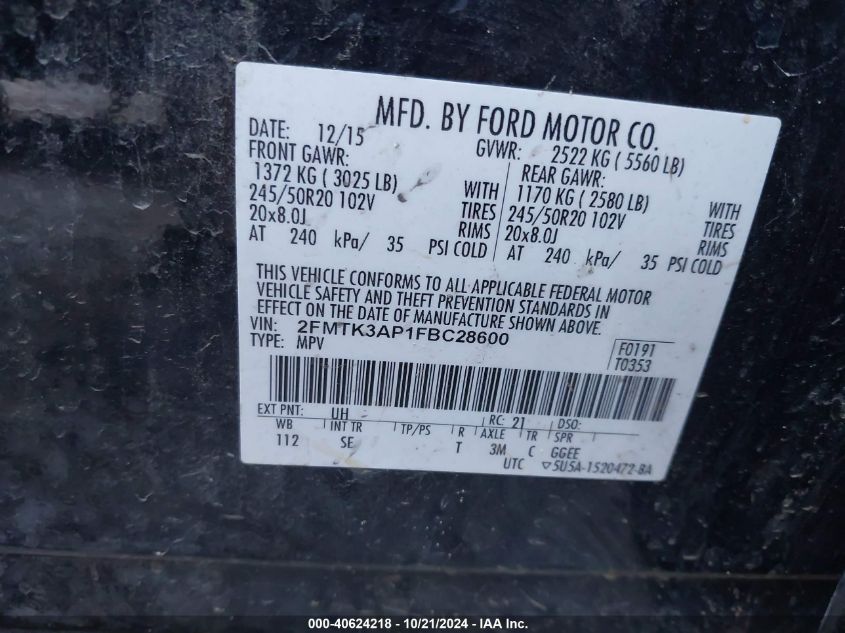 MFD. BY FORD MOTOR CO.
DATE: 12/15 GVWR: 2522 KG ( 5560 LB)
FRONT GAWR: REAR GAWR:
1372 KG ( 3025 LB) WITH 1170 KG ( 2580 LB) WITH
245/50R20 102V TIRES 245/50R20 102V TIRES
20x8.0J RIMS 20x8.0J RIMS
AT 240 kPa/ 35 PSI COLD AT 240 kPa/ 35 PSI COLD
THIS VEHICLE CONFORMS TO ALL APPLICABLE FEDERAL MOTOR
VEHICLE SAFETY AND THEFT PREVENTION STANDARDS IN
EFFECT ON THE DATE OF MANUFACTURE SHOWN ABOVE.
VIN: 2FMTK3AP1FBC28600
TYPE: MPV
F0191
T0353
EXT PNT: UH RC: 21 DSO:
WB INT TR TP/PS R AXLE TR SPR
112 SE T 3M C GGEE
UTC ▽5U5A-1520472-BA
000-40624218 - 10/21/2024 - IAAI.COM